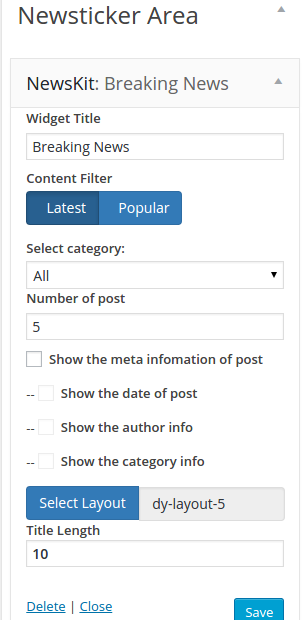 Newsticker Area
NewsKit: Breaking News
Widget Title
Breaking News
Content Filter
Latest Popular
Select category:
All
Number of post
5
Show the meta infomation of post
-- Show the date of post
-- Show the author info
-- Show the category info
Select Layout dy-layout-5
Title Length
10
Delete | Close Save